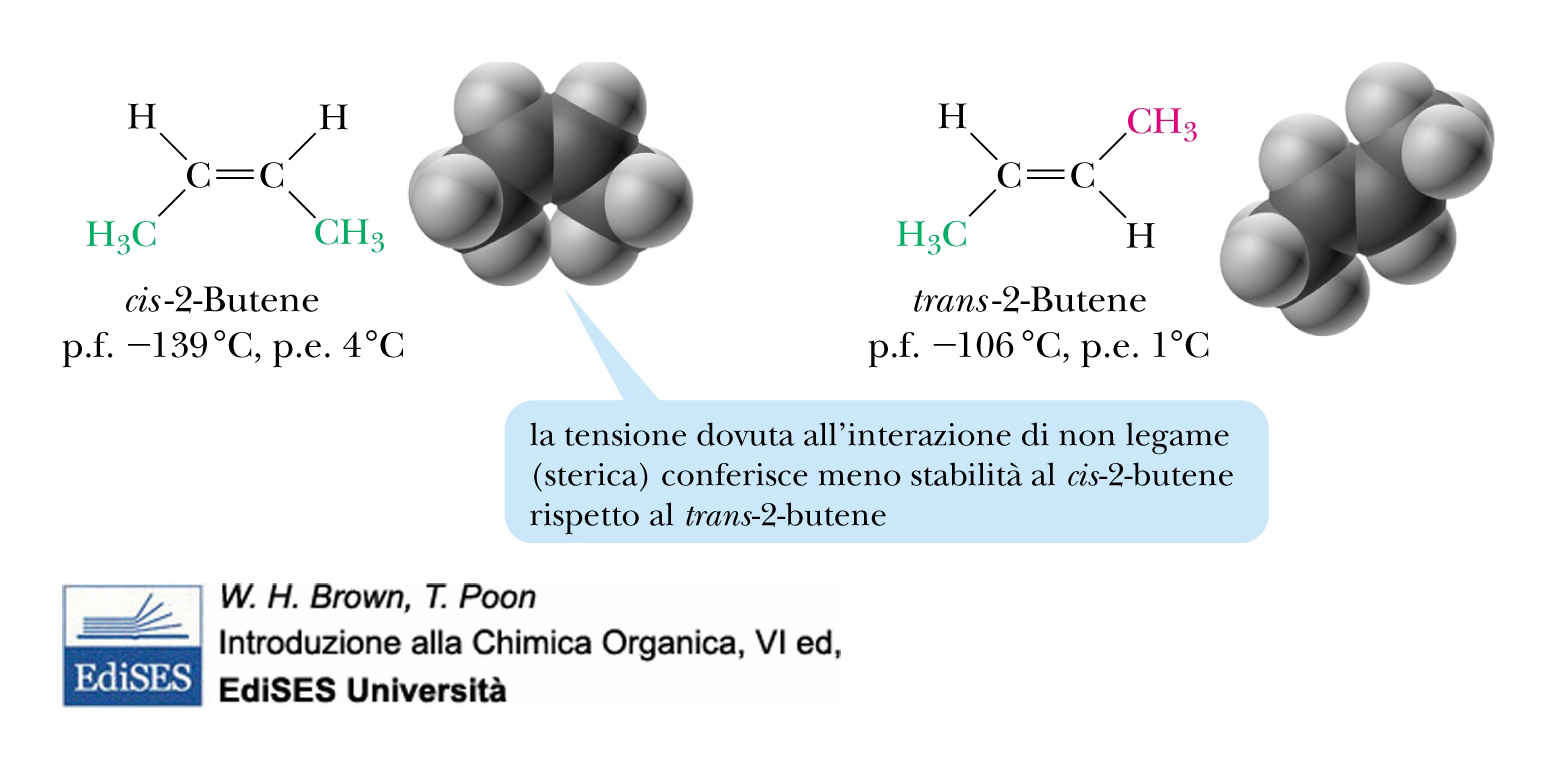 H H
C=C
H₃C CH₃
cis-2-Butene
p.f. −139 °C, p.e. 4 °C
H CH₃
C=C
H₃C H
trans-2-Butene
p.f. −106 °C, p.e. 1°C
la tensione dovuta all’interazione di non legame
(sterica) conferisce meno stabilità al cis-2-butene
rispetto al trans-2-butene
EdiSES
W. H. Brown, T. Poon
Introduzione alla Chimica Organica, VI ed,
EdiSES Università